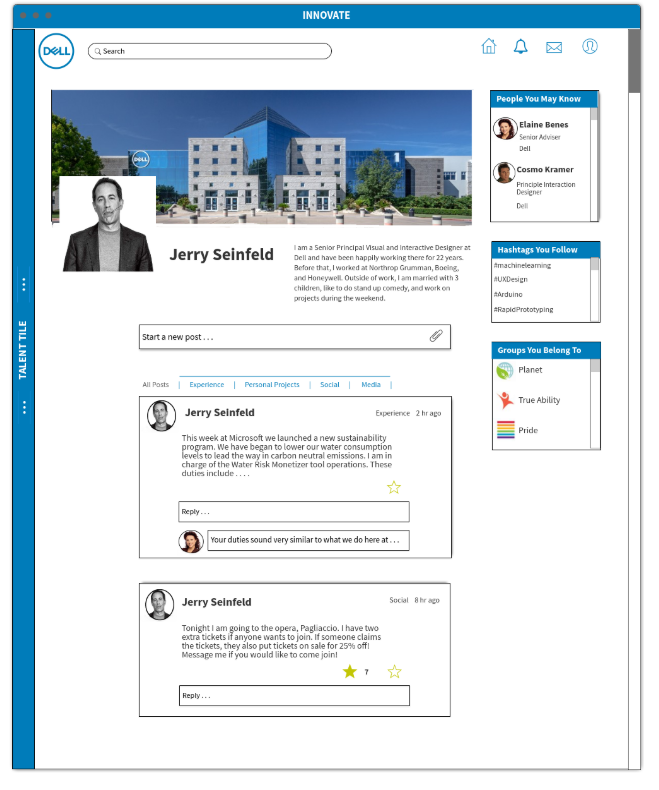 INNOVATE
DELL
Search
DELL
People You May Know
Elaine Benes
Senior Adviser
Dell
Cosmo Kramer
Principle Interaction
Designer
Dell
Jerry Seinfeld
I am a Senior Principal Visual and Interactive Designer at
Dell and have been happily working there for 22 years.
Before that, I worked at Northrop Grumman, Boeing,
and Honeywell. Outside of work, I am married with 3
children, like to do stand up comedy, and work on
projects during the weekend.
Hashtags You Follow
#machinelearning
#UXDesign
#Arduino
#RapidPrototyping
TALENT TILE
Start a new post . . .
Groups You Belong To
Planet
True Ability
Pride
All Posts | Experience | Personal Projects | Social | Media |
Jerry Seinfeld
Experience 2 hr ago
This week at Microsoft we launched a new sustainability
program. We have began to lower our water consumption
levels to lead the way in carbon neutral emissions. I am in
charge of the Water Risk Monetizer tool operations. These
duties include . . . .
Reply . . .
Your duties sound very similar to what we do here at . . .
Jerry Seinfeld
Social 8 hr ago
Tonight I am going to the opera, Pagliaccio. I have two
extra tickets if anyone wants to join. If someone claims
the tickets, they also put tickets on sale for 25% off!
Message me if you would like to come join!
7
Reply . . .